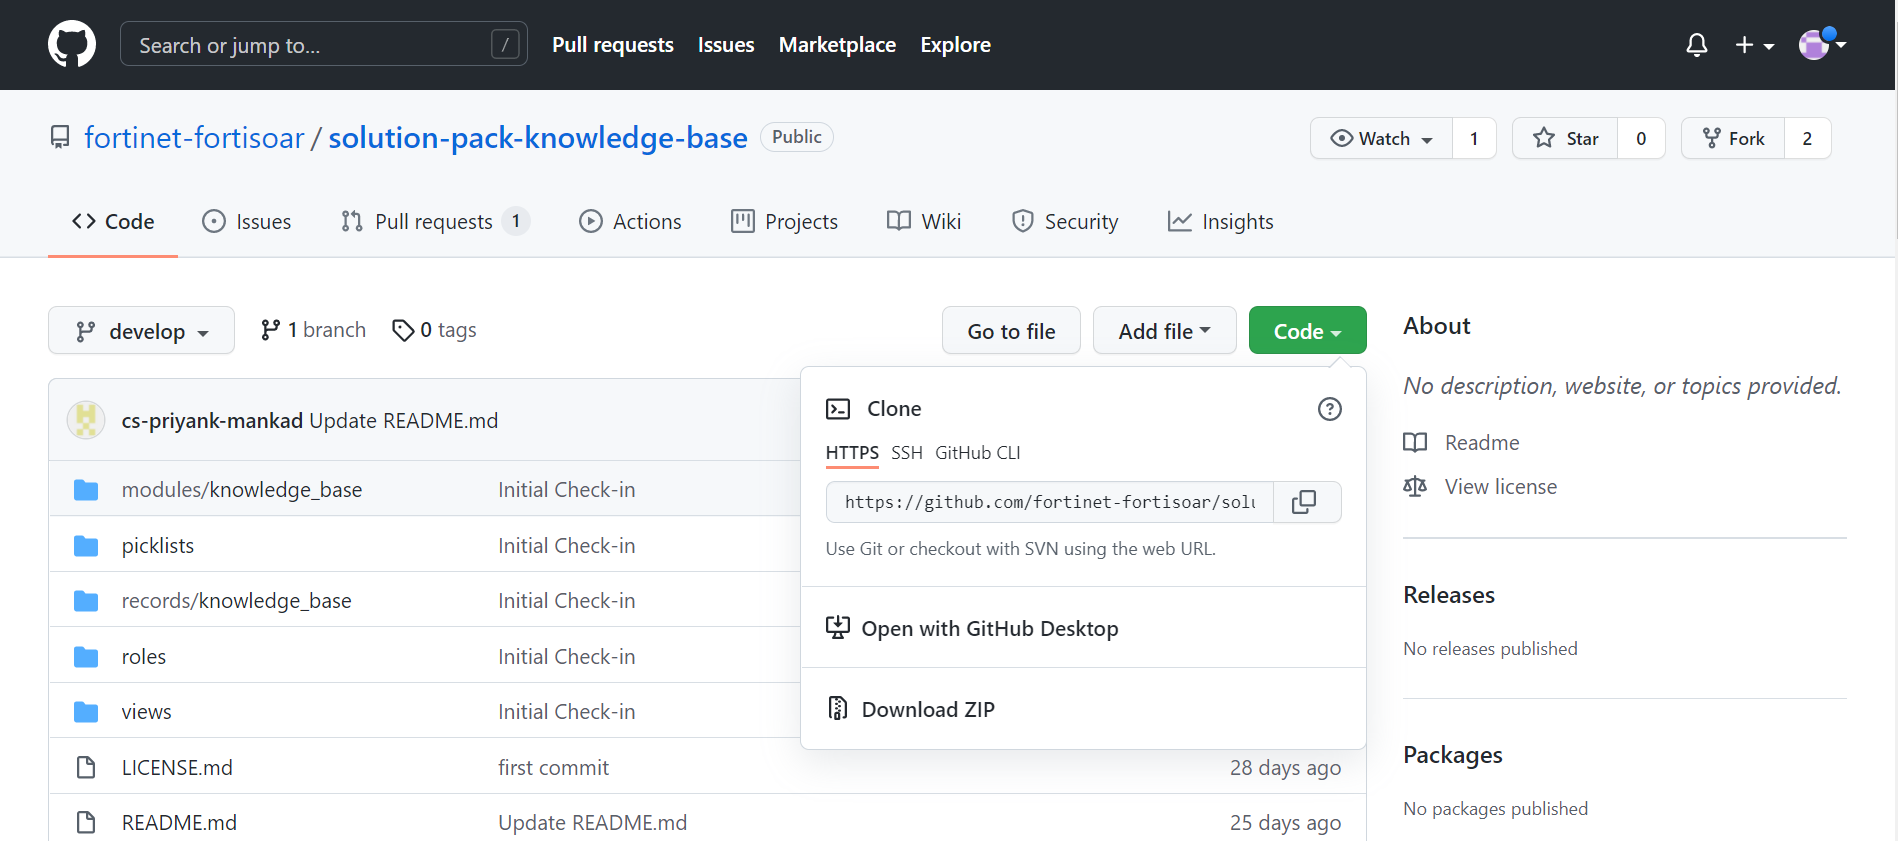 Search or jump to... /
Pull requests Issues Marketplace Explore
fortinet-fortisoar / solution-pack-knowledge-base Public
Watch 1 Star 0 Fork 2
Code Issues Pull requests 1 Actions Projects Wiki Security Insights
develop 1 branch 0 tags
Go to file Add file Code
cs-priyank-mankad Update README.md
modules/knowledge_base Initial Check-in
picklists Initial Check-in
records/knowledge_base Initial Check-in
roles Initial Check-in
views Initial Check-in
LICENSE.md first commit 28 days ago
README.md Update README.md 25 days ago
Clone
HTTPS SSH GitHub CLI
https://github.com/fortinet-fortisoar/solu
Use Git or checkout with SVN using the web URL.
Open with GitHub Desktop
Download ZIP
About
No description, website, or topics provided.
Readme
View license
Releases
No releases published
Packages
No packages published